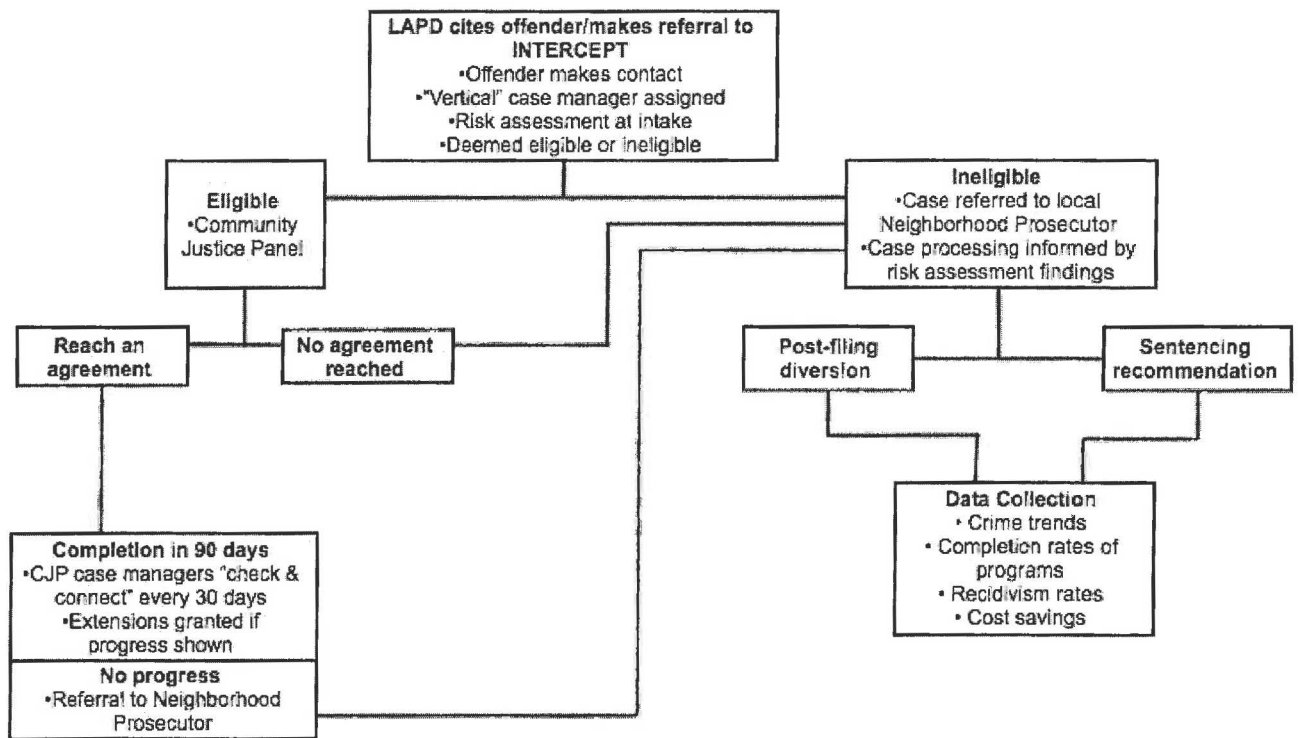 LAPD cites offender/makes referral to
INTERCEPT
•Offender makes contact
•"Vertical" case manager assigned
•Risk assessment at intake
•Deemed eligible or ineligible
Eligible
•Community
Justice Panel
Ineligible
•Case referred to local
Neighborhood Prosecutor
•Case processing informed by
risk assessment findings
Reach an
agreement
No agreement
reached
Post-filing
diversion
Sentencing
recommendation
Completion in 90 days
•CJP case managers "check &
connect" every 30 days
•Extensions granted if
progress shown
No progress
•Referral to Neighborhood
Prosecutor
Data Collection
• Crime trends
• Completion rates of
programs
• Recidivism rates
• Cost savings